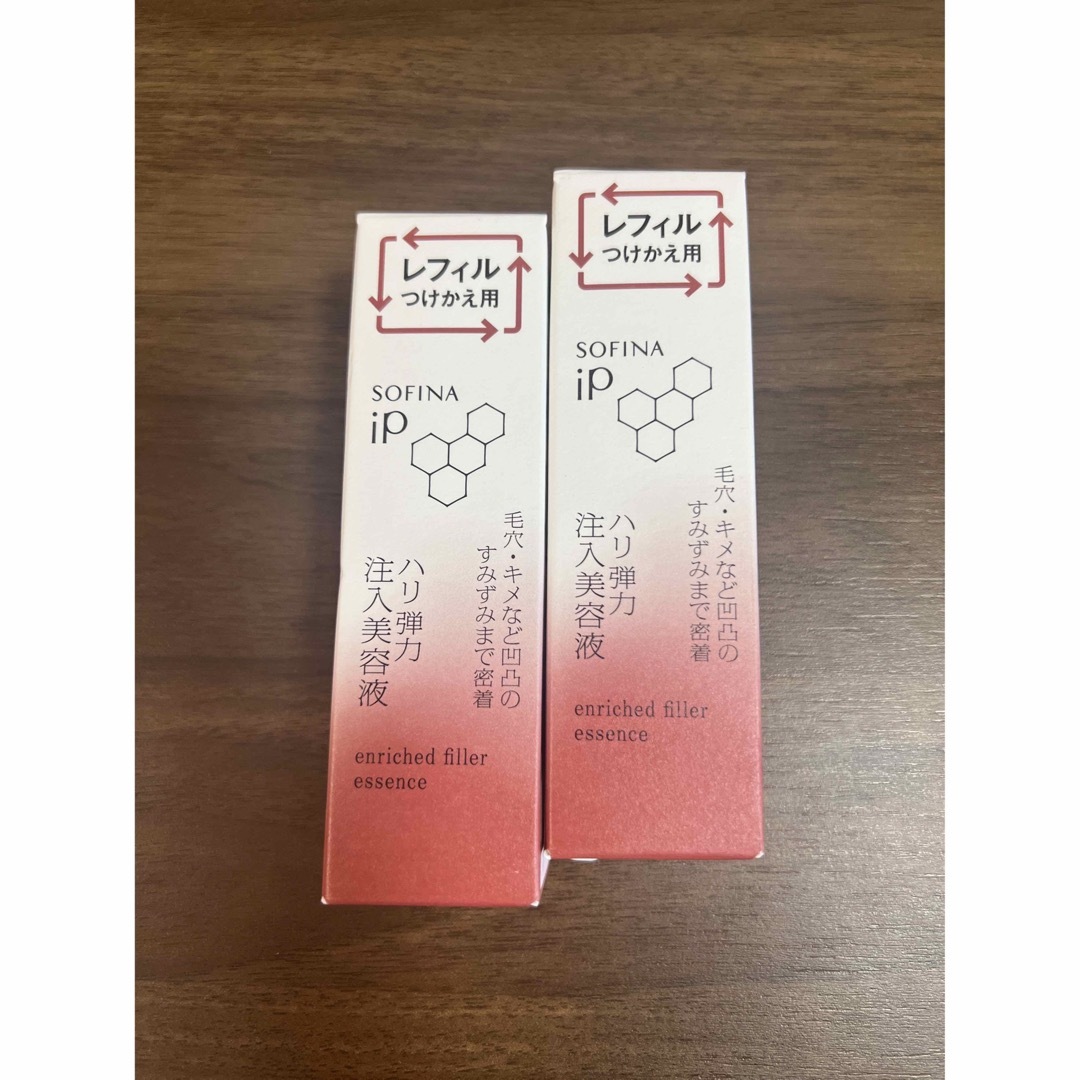 レフィル
つけかえ用
SOFINA
iP
毛穴・キメなど凹凸の
すみずみまで密着
ハリ弾力
注入美容液
enriched filler
essence
レフィル
つけかえ用
SOFINA
iP
毛穴・キメなど凹凸の
すみずみまで密着
ハリ弾力
注入美容液
enriched filler
essence